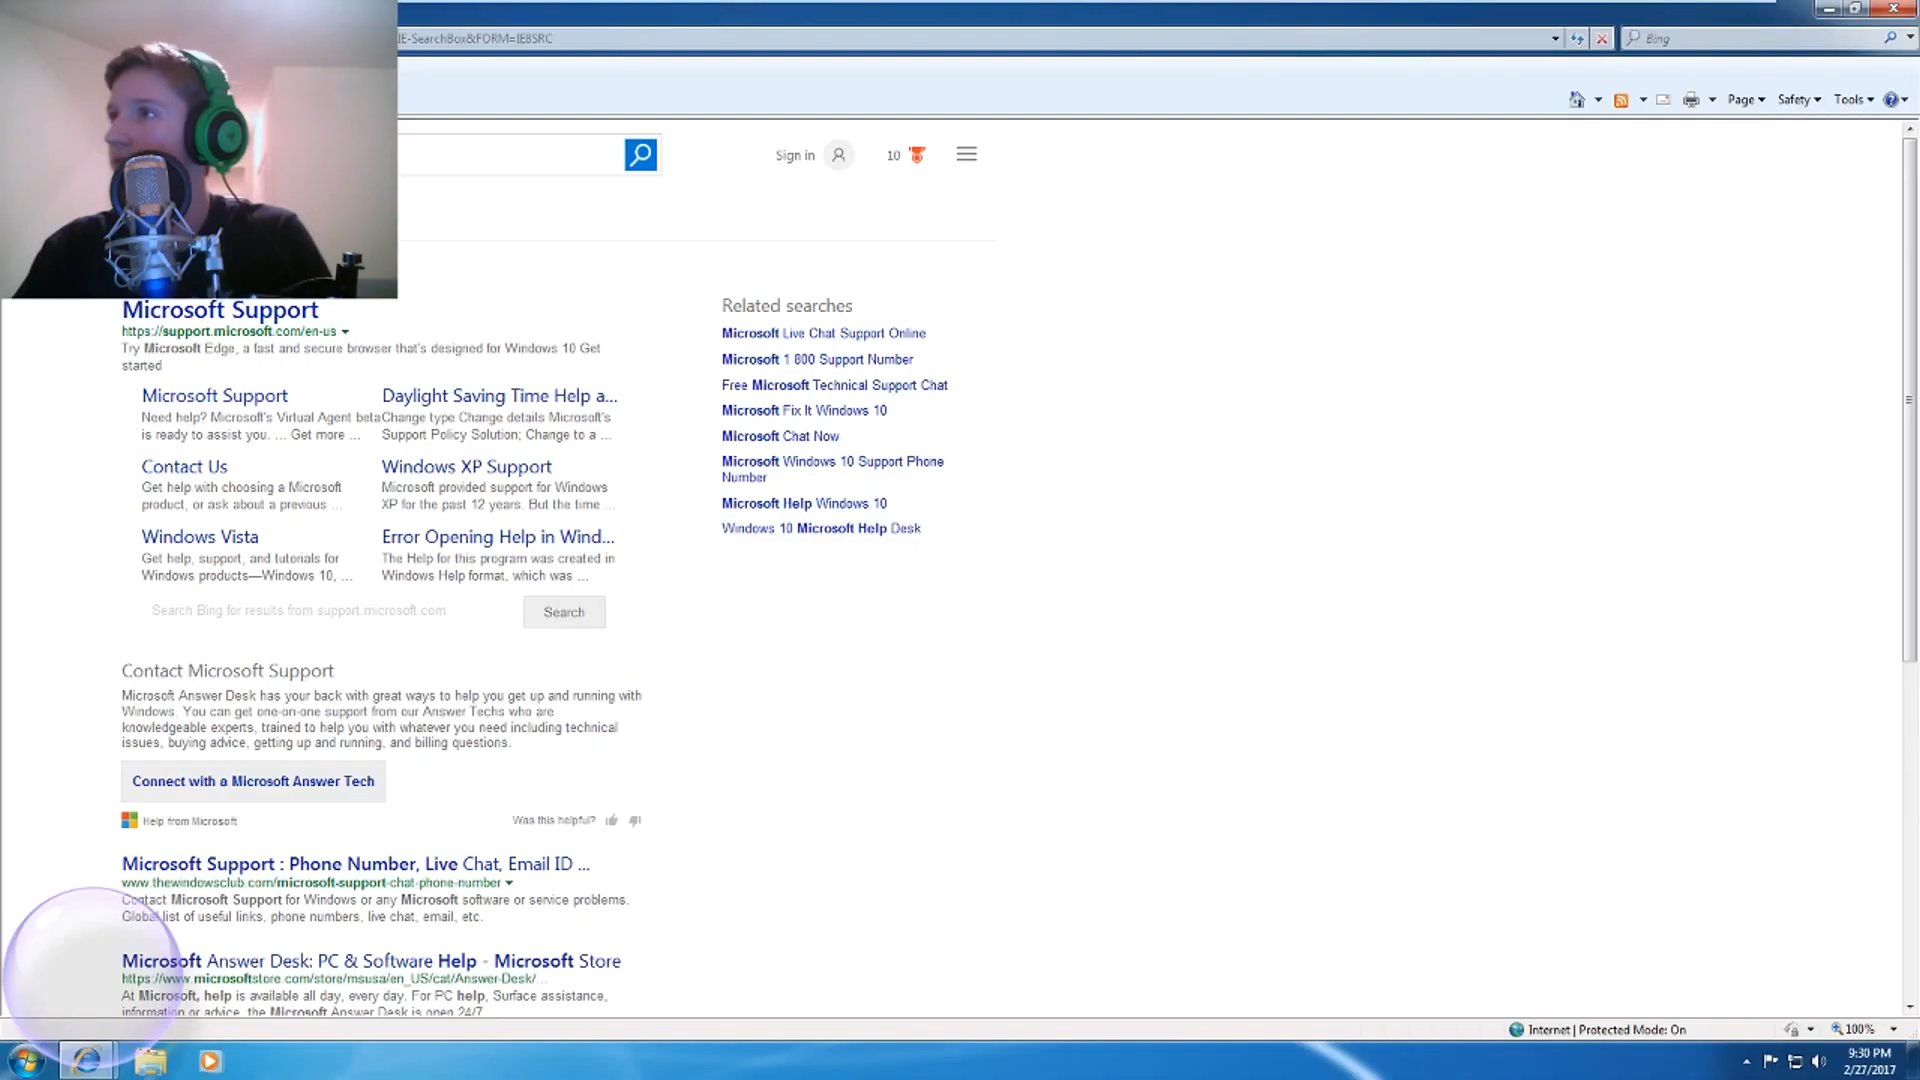 IE-SearchBox&FORM=IE8SRC
Bing
Page
Safety
Tools
Sign in
10
Microsoft Support
https://support.microsoft.com/en-us
Try Microsoft Edge, a fast and secure browser that's designed for Windows 10 Get
started
Microsoft Support
Need help? Microsoft's Virtual Agent beta
is ready to assist you. ... Get more ...
Daylight Saving Time Help a...
Change type Change details Microsoft's
Support Policy Solution; Change to a ...
Contact Us
Get help with choosing a Microsoft
product, or ask about a previous ...
Windows XP Support
Microsoft provided support for Windows
XP for the past 12 years. But the time ...
Windows Vista
Get help, support, and tutorials for
Windows products—Windows 10, ...
Error Opening Help in Wind...
The Help for this program was created in
Windows Help format, which was ...
Search Bing for results from support.microsoft.com
Search
Contact Microsoft Support
Microsoft Answer Desk has your back with great ways to help you get up and running with
Windows. You can get one-on-one support from our Answer Techs who are
knowledgeable experts, trained to help you with whatever you need including technical
issues, buying advice, getting up and running, and billing questions.
Connect with a Microsoft Answer Tech
Help from Microsoft
Was this helpful?
Microsoft Support : Phone Number, Live Chat, Email ID ...
www.thewindowsclub.com/microsoft-support-chat-phone-number
Contact Microsoft Support for Windows or any Microsoft software or service problems.
Global list of useful links, phone numbers, live chat, email, etc.
Microsoft Answer Desk: PC & Software Help - Microsoft Store
https://www.microsoftstore.com/store/msusa/en_US/cat/Answer-Desk/...
At Microsoft, help is available all day, every day. For PC help, Surface assistance,
information or advice, the Microsoft Answer Desk is open 24/7
Related searches
Microsoft Live Chat Support Online
Microsoft 1 800 Support Number
Free Microsoft Technical Support Chat
Microsoft Fix It Windows 10
Microsoft Chat Now
Microsoft Windows 10 Support Phone
Number
Microsoft Help Windows 10
Windows 10 Microsoft Help Desk
Internet | Protected Mode: On
100%
9:30 PM
2/27/2017